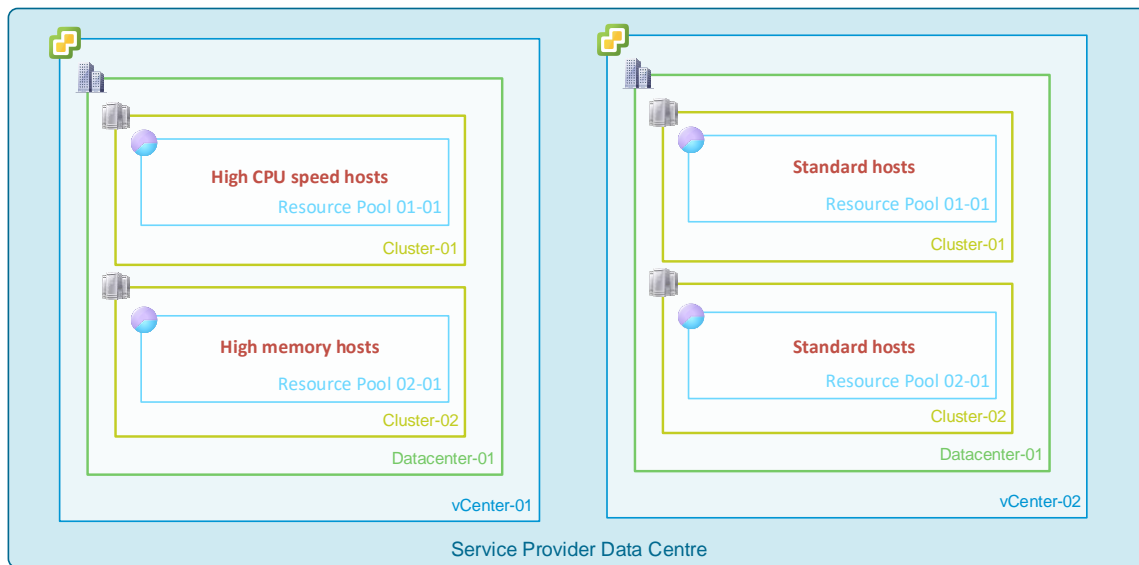 High CPU speed hosts
Resource Pool 01-01
Cluster-01
High memory hosts
Resource Pool 02-01
Cluster-02
Datacenter-01
vCenter-01
Standard hosts
Resource Pool 01-01
Cluster-01
Standard hosts
Resource Pool 02-01
Cluster-02
Datacenter-01
vCenter-02
Service Provider Data Centre